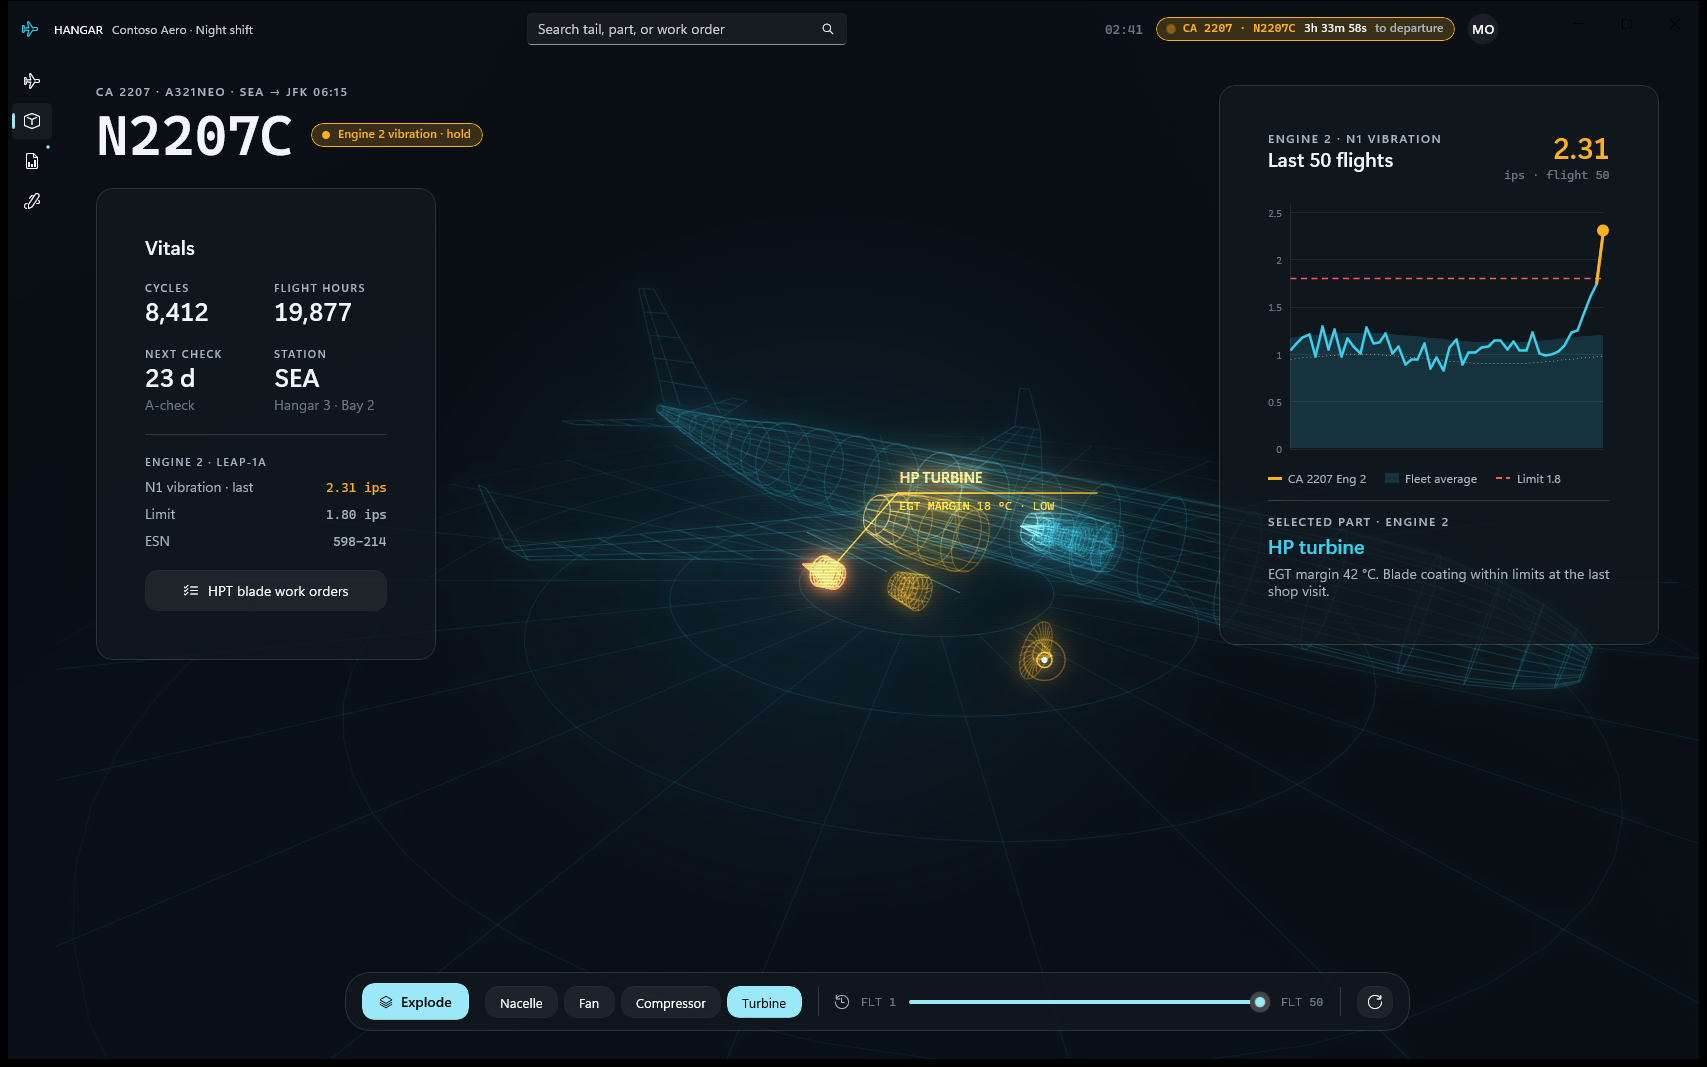 HANGAR Contoso Aero · Night shift
Search tail, part, or work order
02:41
CA 2207 · N2207C 3h 33m 58s to departure
MO
CA 2207 · A321NEO · SEA → JFK 06:15
N2207C
Engine 2 vibration · hold
Vitals
CYCLES
8,412
FLIGHT HOURS
19,877
NEXT CHECK
23 d
A-check
STATION
SEA
Hangar 3 · Bay 2
ENGINE 2 · LEAP-1A
N1 vibration · last 2.31 ips
Limit 1.80 ips
ESN 598-214
HPT blade work orders
HP TURBINE
EGT MARGIN 18 °C · LOW
ENGINE 2 · N1 VIBRATION
Last 50 flights
2.31
ips · flight 50
2.5
2
1.5
1
0.5
0
CA 2207 Eng 2
Fleet average
Limit 1.8
SELECTED PART · ENGINE 2
HP turbine
EGT margin 42 °C. Blade coating within limits at the last
shop visit.
Explode
Nacelle
Fan
Compressor
Turbine
FLT 1
FLT 50